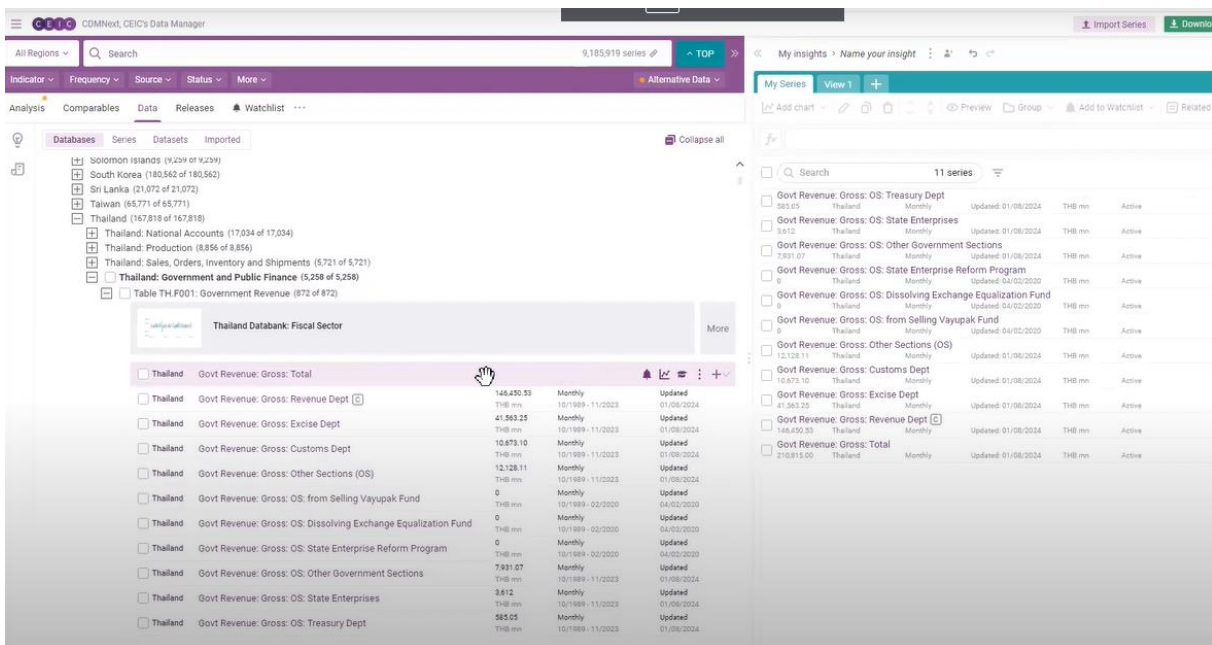 CEIC CDMNext, CEIC's Data Manager
Import Series
Downlo
All Regions
Search
9,185,919 series
TOP
Indicator Frequency Source Status More
Alternative Data
Analysis Comparables Data Releases Watchlist
Databases Series Datasets Imported
Collapse all
Solomon Islands (9,259 of 9,259)
South Korea (180,562 of 180,562)
Sri Lanka (21,072 of 21,072)
Taiwan (65,771 of 65,771)
Thailand (167,818 of 167,818)
Thailand: National Accounts (17,034 of 17,034)
Thailand: Production (8,856 of 8,856)
Thailand: Sales, Orders, Inventory and Shipments (5,721 of 5,721)
Thailand: Government and Public Finance (5,258 of 5,258)
Table TH.F001: Government Revenue (872 of 872)
Thailand Databank: Fiscal Sector
More
Thailand Govt Revenue: Gross: Total
Thailand Govt Revenue: Gross: Revenue Dept C 146,450.53 Monthly Updated
THB mn 10/1989 - 11/2023 01/08/2024
Thailand Govt Revenue: Gross: Excise Dept 41,563.25 Monthly Updated
THB mn 10/1989 - 11/2023 01/08/2024
Thailand Govt Revenue: Gross: Customs Dept 10,673.10 Monthly Updated
THB mn 10/1989 - 11/2023 01/08/2024
Thailand Govt Revenue: Gross: Other Sections (OS) 12,128.11 Monthly Updated
THB mn 10/1989 - 11/2023 01/08/2024
Thailand Govt Revenue: Gross: OS: from Selling Vayupak Fund 0 Monthly Updated
THB mn 10/1989 - 02/2020 04/02/2020
Thailand Govt Revenue: Gross: OS: Dissolving Exchange Equalization Fund 0 Monthly Updated
THB mn 10/1989 - 02/2020 04/02/2020
Thailand Govt Revenue: Gross: OS: State Enterprise Reform Program 0 Monthly Updated
THB mn 10/1989 - 02/2020 04/02/2020
Thailand Govt Revenue: Gross: OS: Other Government Sections 7,931.07 Monthly Updated
THB mn 10/1989 - 11/2023 01/08/2024
Thailand Govt Revenue: Gross: OS: State Enterprises 3,612 Monthly Updated
THB mn 10/1989 - 11/2023 01/08/2024
Thailand Govt Revenue: Gross: OS: Treasury Dept 585.05 Monthly Updated
THB mn 10/1989 - 11/2023 01/08/2024
My insights › Name your insight
My Series View 1
Add chart Preview Group Add to Watchlist Related
fx
Search 11 series
Govt Revenue: Gross: OS: Treasury Dept
585.05 Thailand Monthly Updated: 01/08/2024 THB mn Active
Govt Revenue: Gross: OS: State Enterprises
3,612 Thailand Monthly Updated: 01/08/2024 THB mn Active
Govt Revenue: Gross: OS: Other Government Sections
7,931.07 Thailand Monthly Updated: 01/08/2024 THB mn Active
Govt Revenue: Gross: OS: State Enterprise Reform Program
0 Thailand Monthly Updated: 04/02/2020 THB mn Active
Govt Revenue: Gross: OS: Dissolving Exchange Equalization Fund
0 Thailand Monthly Updated: 04/02/2020 THB mn Active
Govt Revenue: Gross: OS: from Selling Vayupak Fund
0 Thailand Monthly Updated: 04/02/2020 THB mn Active
Govt Revenue: Gross: Other Sections (OS)
12,128.11 Thailand Monthly Updated: 01/08/2024 THB mn Active
Govt Revenue: Gross: Customs Dept
10,673.10 Thailand Monthly Updated: 01/08/2024 THB mn Active
Govt Revenue: Gross: Excise Dept
41,563.25 Thailand Monthly Updated: 01/08/2024 THB mn Active
Govt Revenue: Gross: Revenue Dept C
146,450.53 Thailand Monthly Updated: 01/08/2024 THB mn Active
Govt Revenue: Gross: Total
210,815.00 Thailand Monthly Updated: 01/08/2024 THB mn Active